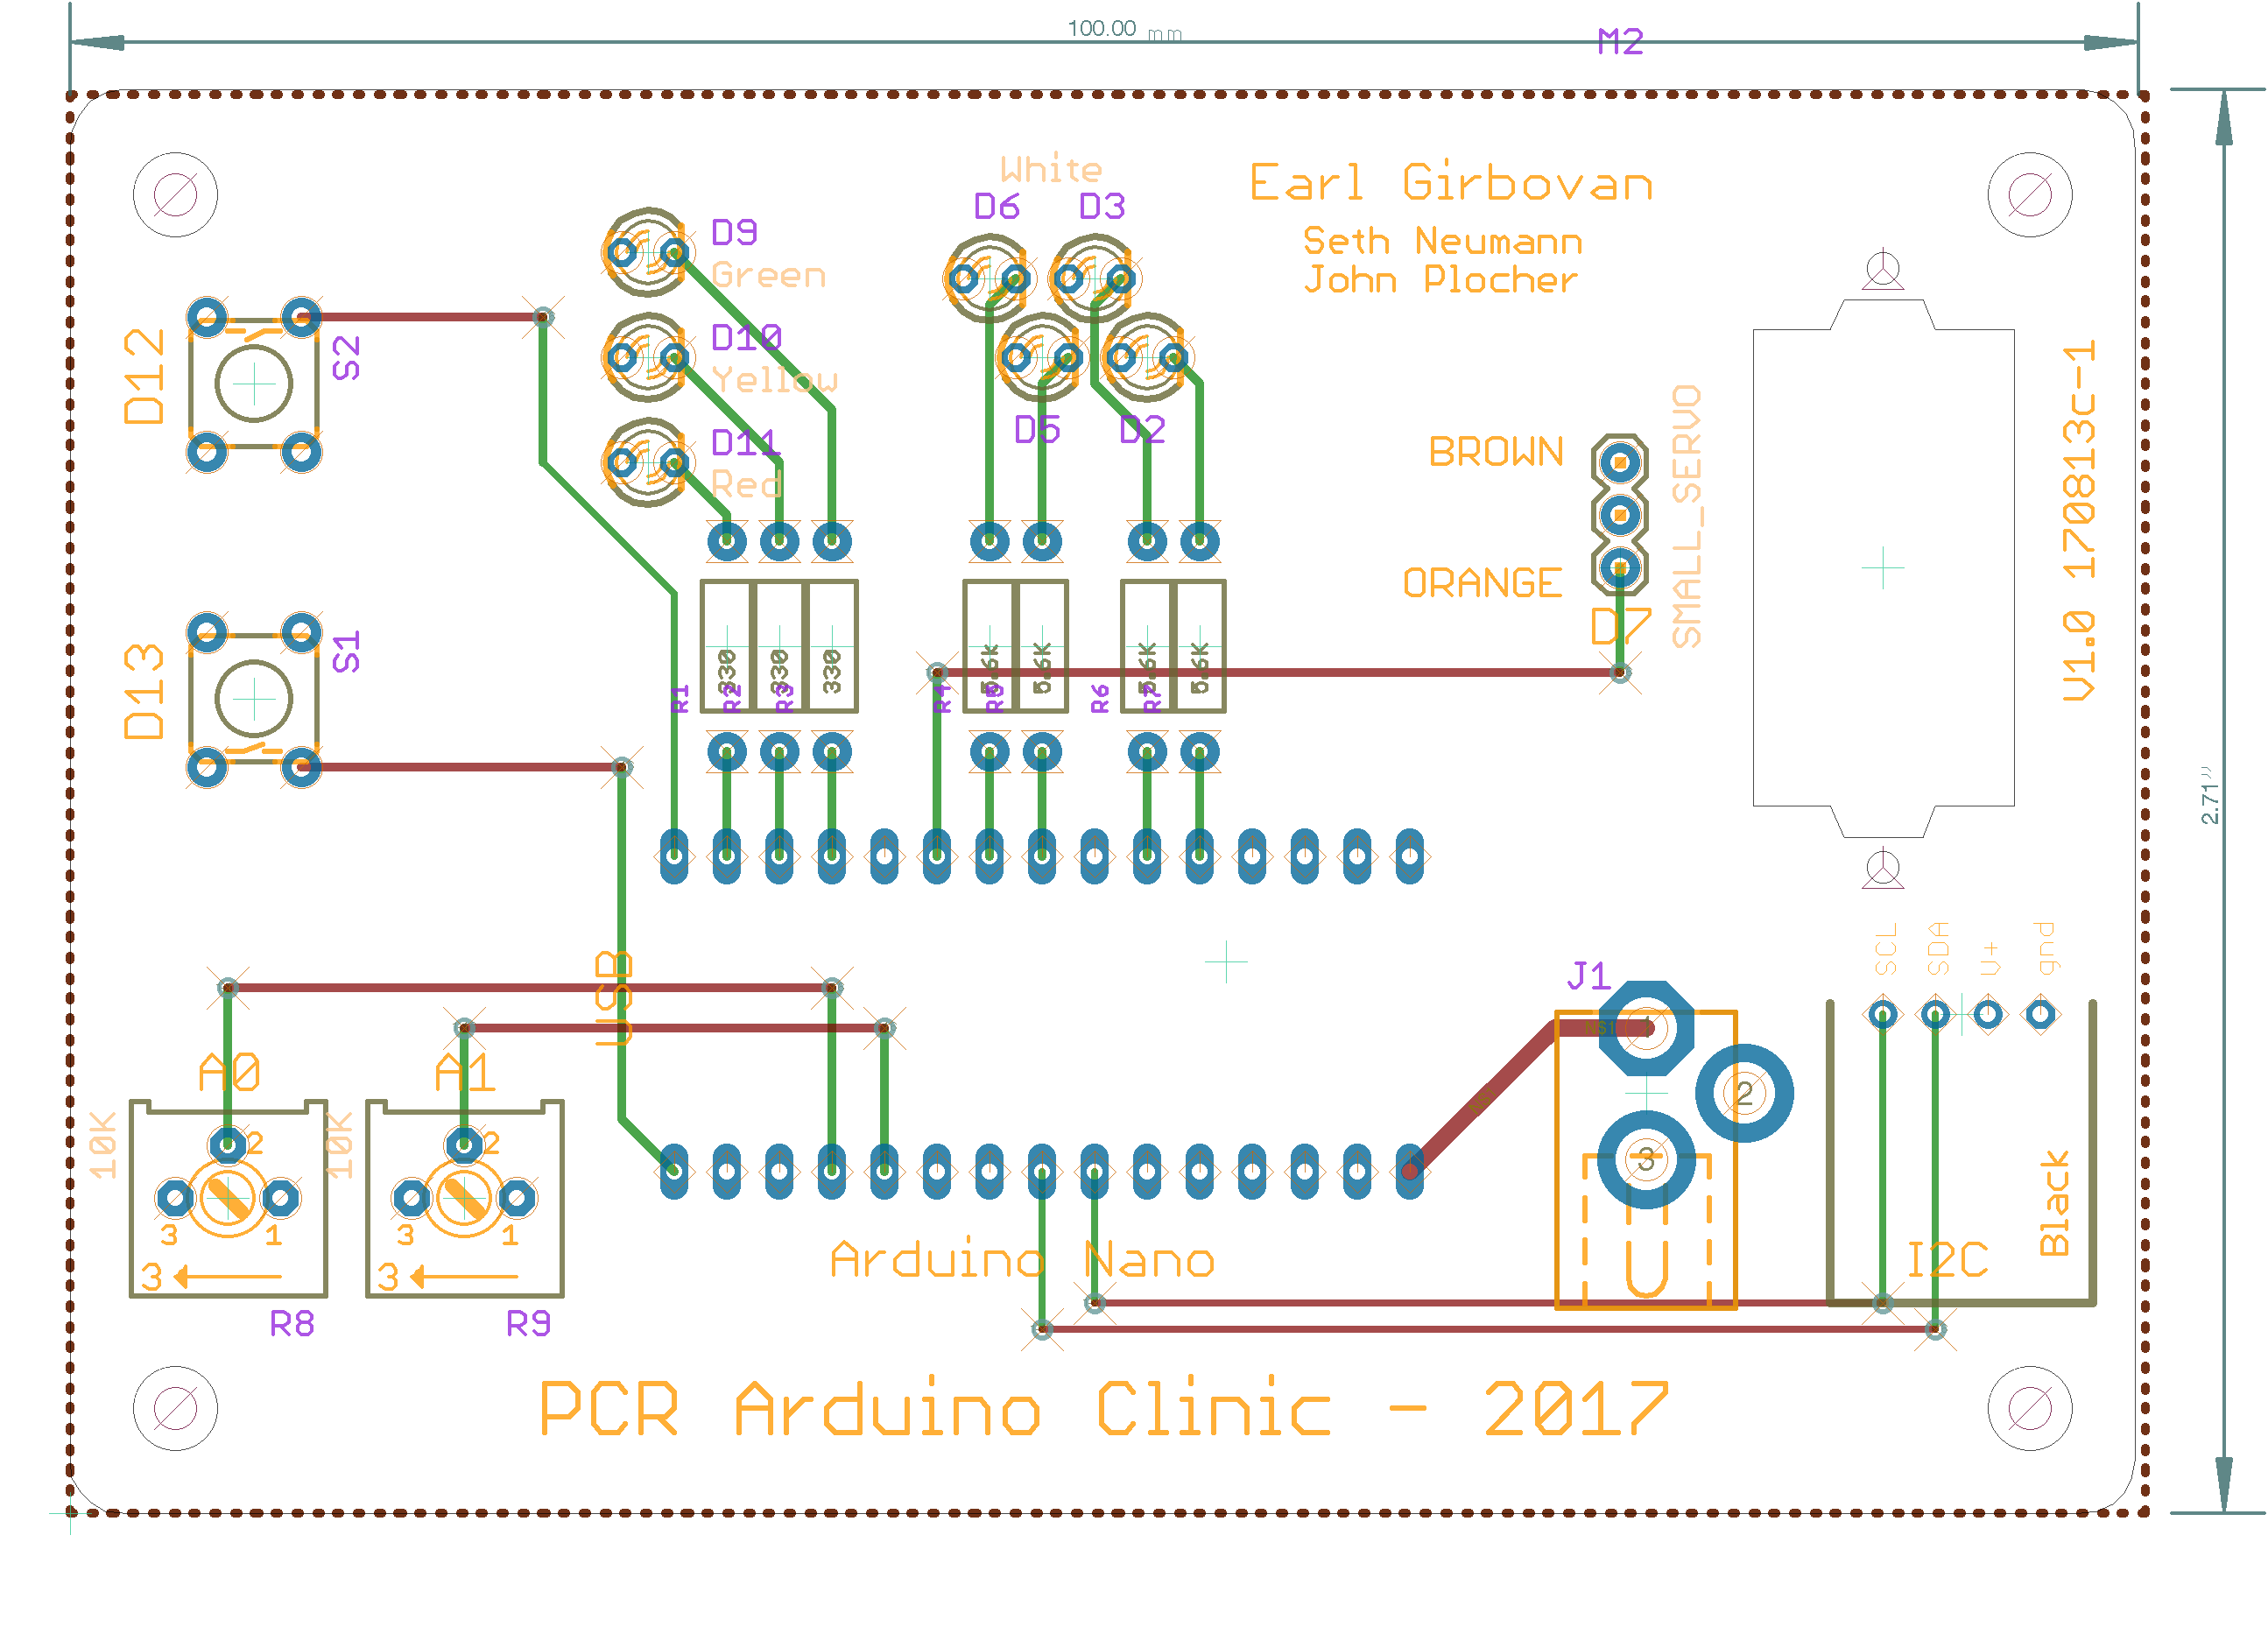 100.00 mm
M2
White
D6 D3
Earl Girbovan
Seth Neumann
John Plocher
D9
Green
D10
Yellow
D11
Red
D5 D2
D12
S2
D13
S1
BROWN
ORANGE
D7
SMALL_SERVO
V1.0 170813c-1
2.71"
330 330 330
5.6K 5.6K 5.6K 5.6K
R1 R2 R3 R4 R5 R6 R7
USB
SCL SDA V+ gnd
J1
1
2
3
A0 A1
10K 10K
2 2
3 1 3 1
3 3
R8 R9
Arduino Nano
I2C
Black
PCR Arduino Clinic - 2017